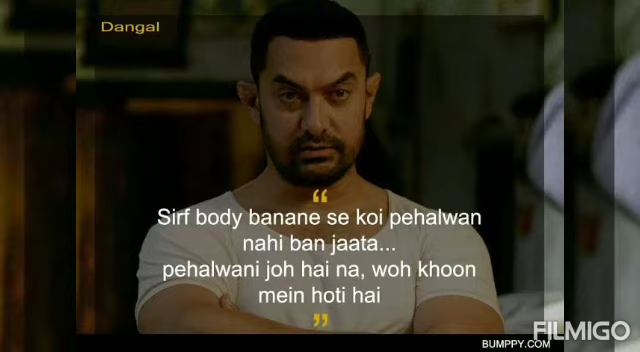 Dangal
“
Sirf body banane se koi pehalwan
nahi ban jaata...
pehalwani joh hai na, woh khoon
mein hoti hai
”
FILMIGO
BUMPPY.COM